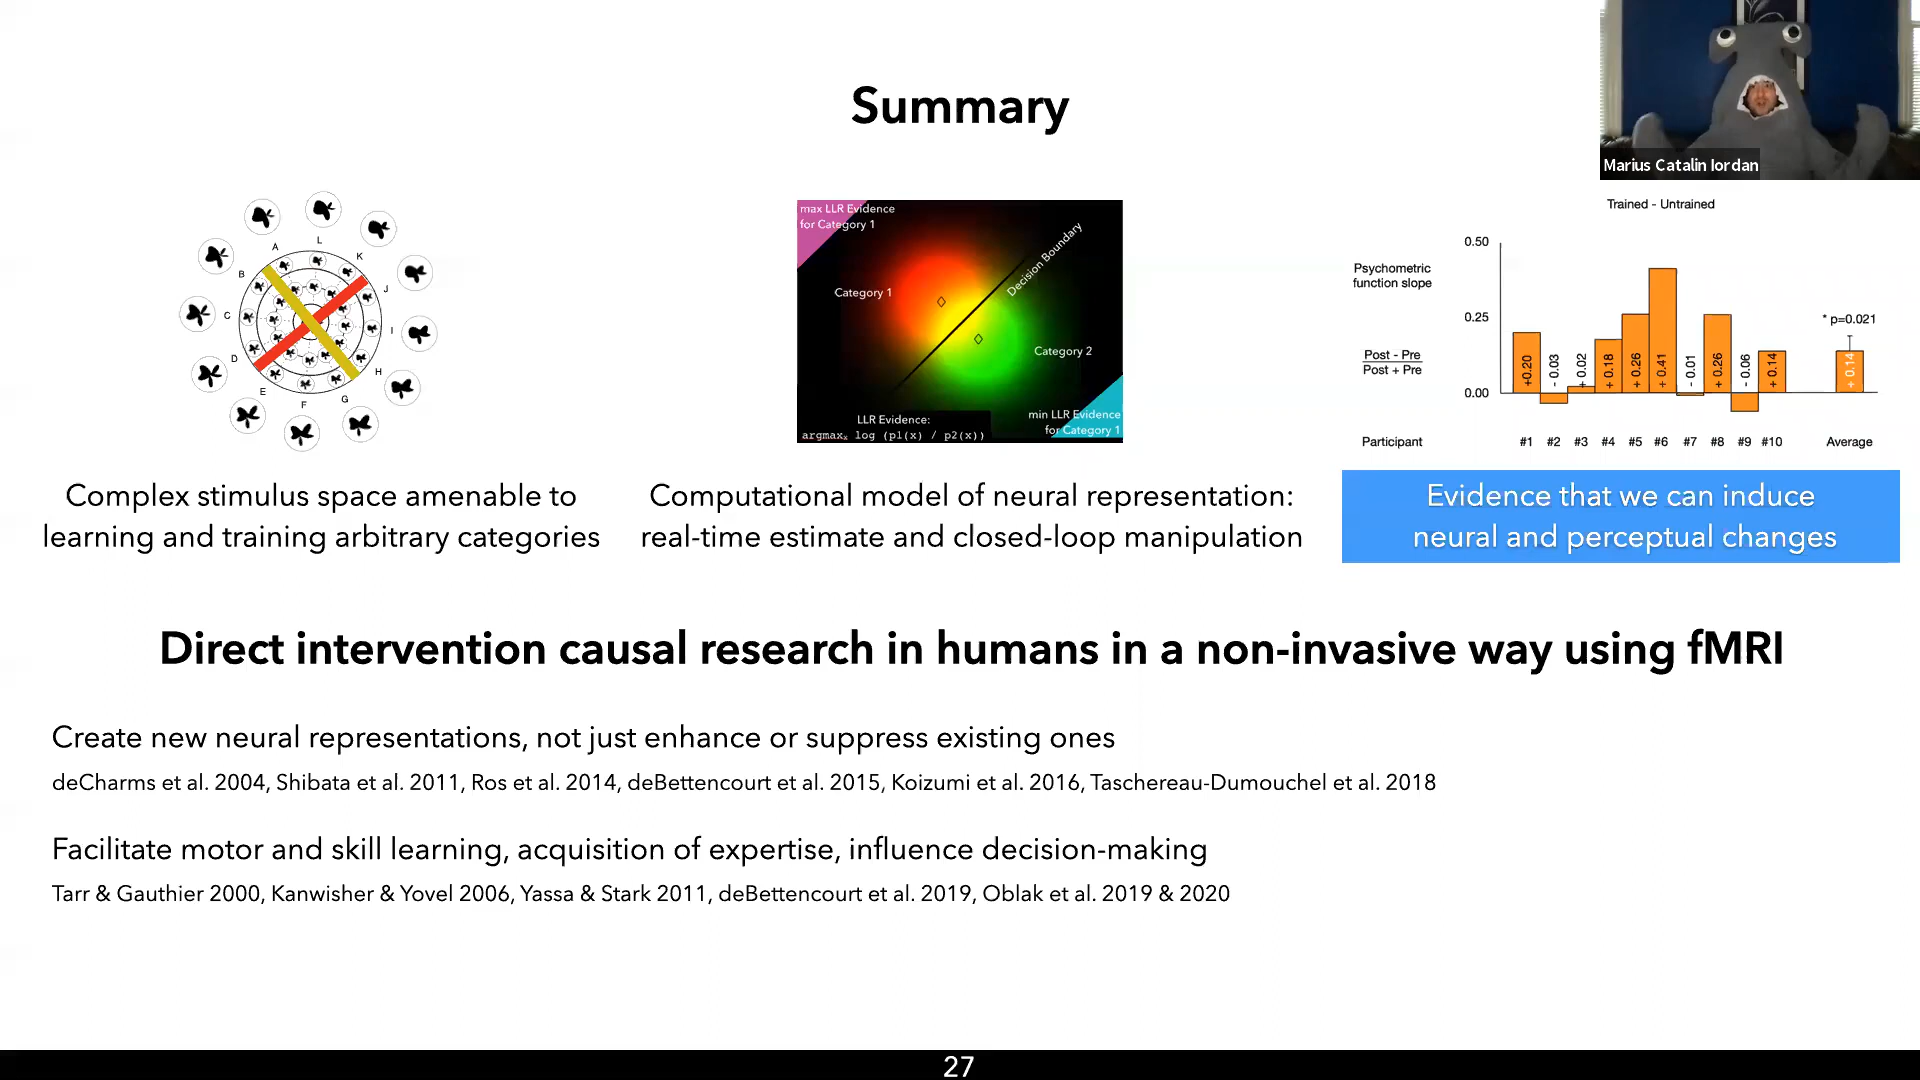 Summary
Marius Catalin Iordan
A
L
K
B
J
C
I
D
H
E
G
F
max LLR Evidence
for Category 1
Decision Boundary
Category 1
Category 2
LLR Evidence:
argmaxₓ log (p1(x) / p2(x))
min LLR Evidence
for Category 1
Trained - Untrained
0.50
Psychometric
function slope
0.25
Post - Pre
Post + Pre
0.00
+0.20
- 0.03
+ 0.02
+ 0.18
+ 0.26
+ 0.41
- 0.01
+ 0.26
- 0.06
+ 0.14
* p=0.021
+ 0.14
Participant #1 #2 #3 #4 #5 #6 #7 #8 #9 #10 Average
Complex stimulus space amenable to
learning and training arbitrary categories
Computational model of neural representation:
real-time estimate and closed-loop manipulation
Evidence that we can induce
neural and perceptual changes
Direct intervention causal research in humans in a non-invasive way using fMRI
Create new neural representations, not just enhance or suppress existing ones
deCharms et al. 2004, Shibata et al. 2011, Ros et al. 2014, deBettencourt et al. 2015, Koizumi et al. 2016, Taschereau-Dumouchel et al. 2018
Facilitate motor and skill learning, acquisition of expertise, influence decision-making
Tarr & Gauthier 2000, Kanwisher & Yovel 2006, Yassa & Stark 2011, deBettencourt et al. 2019, Oblak et al. 2019 & 2020
27